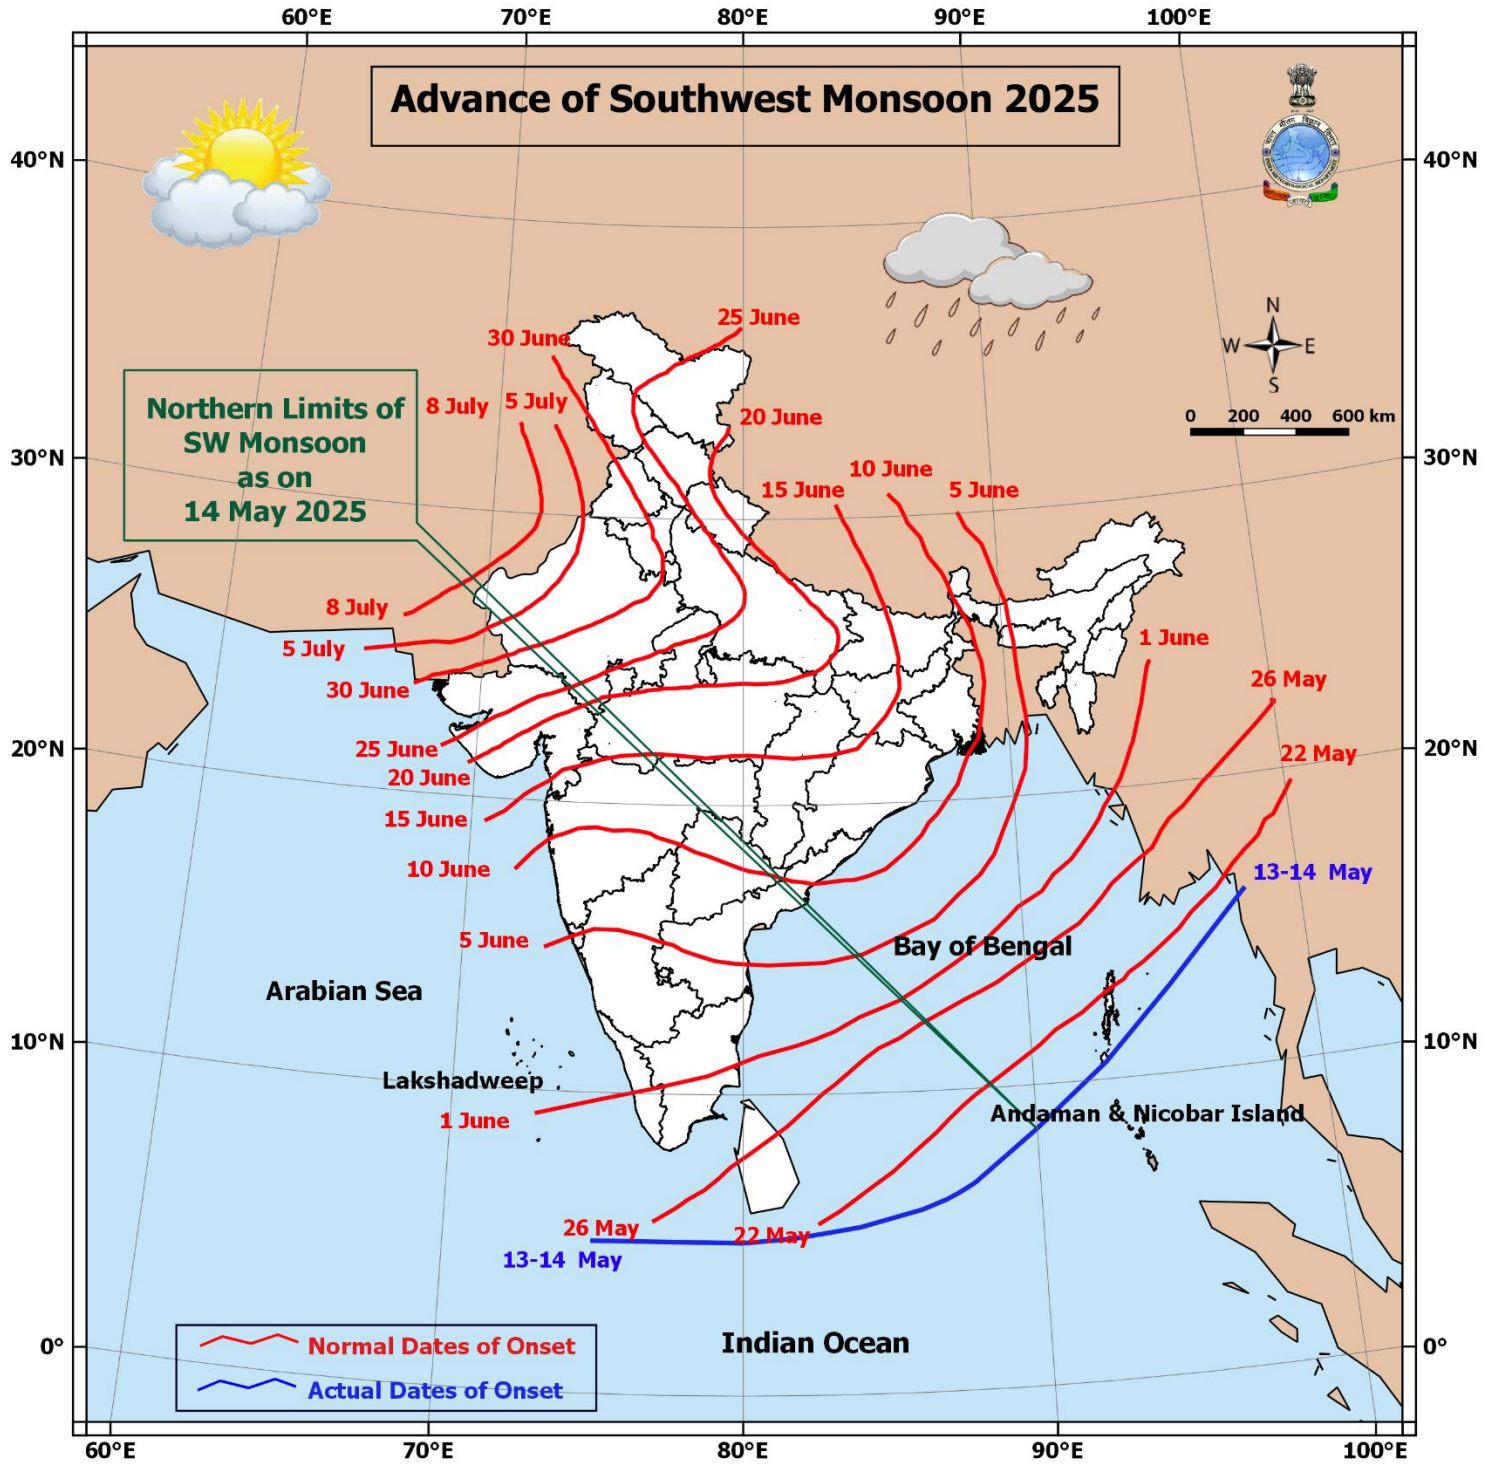 60°E 70°E 80°E 90°E 100°E
Advance of Southwest Monsoon 2025
40°N 40°N
N
W E
S
0 200 400 600 km
25 June
30 June
8 July 5 July
20 June
Northern Limits of
SW Monsoon
as on
14 May 2025
30°N 30°N
10 June
15 June 5 June
8 July
5 July
1 June
30 June
26 May
25 June
22 May
20°N 20°N
20 June
15 June
10 June
13-14 May
5 June
Bay of Bengal
Arabian Sea
10°N 10°N
Lakshadweep
1 June
Andaman & Nicobar Island
26 May
22 May
13-14 May
Indian Ocean
0° 0°
Normal Dates of Onset
Actual Dates of Onset
60°E 70°E 80°E 90°E 100°E